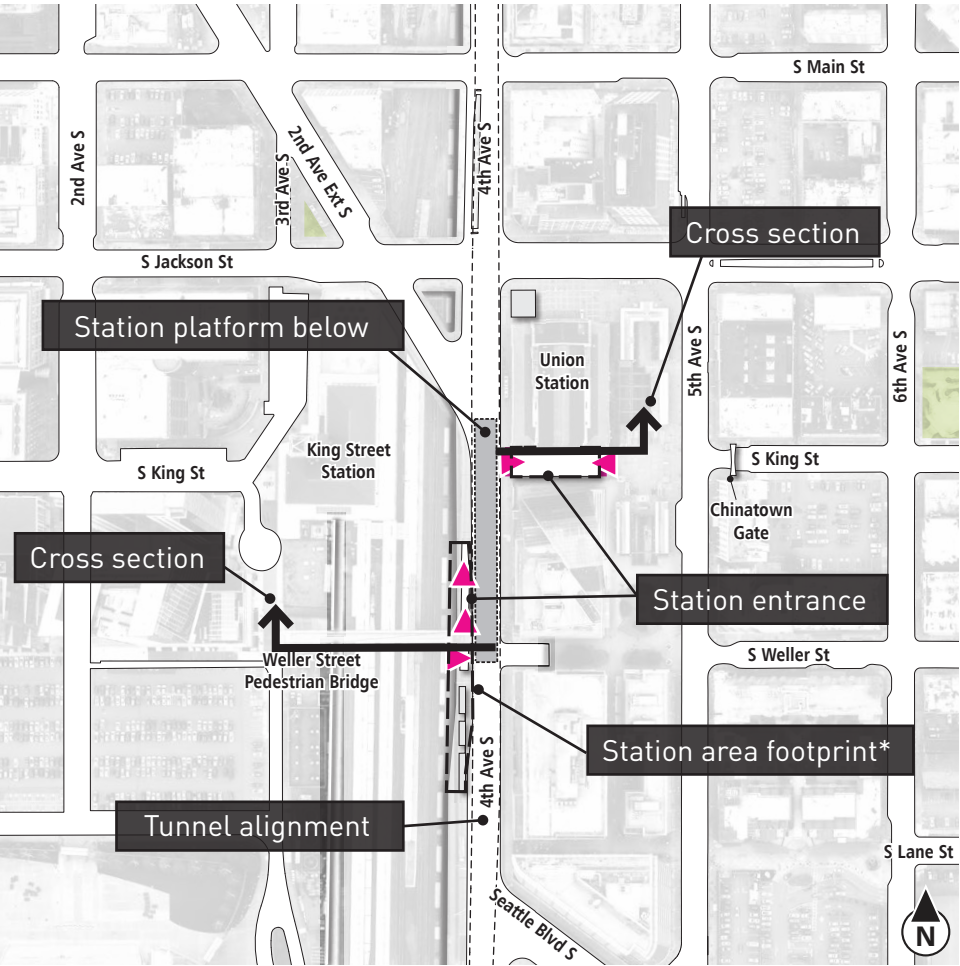 S Main St
2nd Ave S
3rd Ave S
2nd Ave Ext S
4th Ave S
Cross section
S Jackson St
Station platform below
Union
Station
5th Ave S
6th Ave S
King Street
Station
S King St
S King St
Chinatown
Gate
Cross section
Station entrance
Weller Street
Pedestrian Bridge
S Weller St
Station area footprint*
4th Ave S
Tunnel alignment
S Lane St
Seattle Blvd S
N